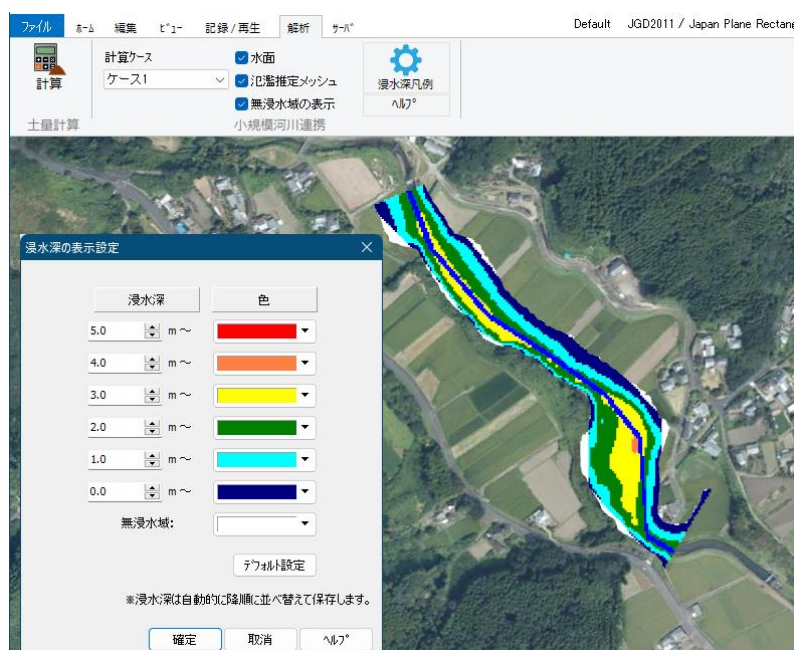 ファイル ホーム 編集 ビュー 記録/再生 解析 サーバ Default JGD2011 / Japan Plane Rectang
計算
土量計算
計算ケース
ケース1
水面
氾濫推定メッシュ
無浸水域の表示
小規模河川連携
浸水深凡例
ヘルプ
浸水深の表示設定
浸水深 色
5.0 m～
4.0 m～
3.0 m～
2.0 m～
1.0 m～
0.0 m～
無浸水域:
デフォルト設定
※浸水深は自動的に降順に並べ替えて保存します。
確定 取消 ヘルプ